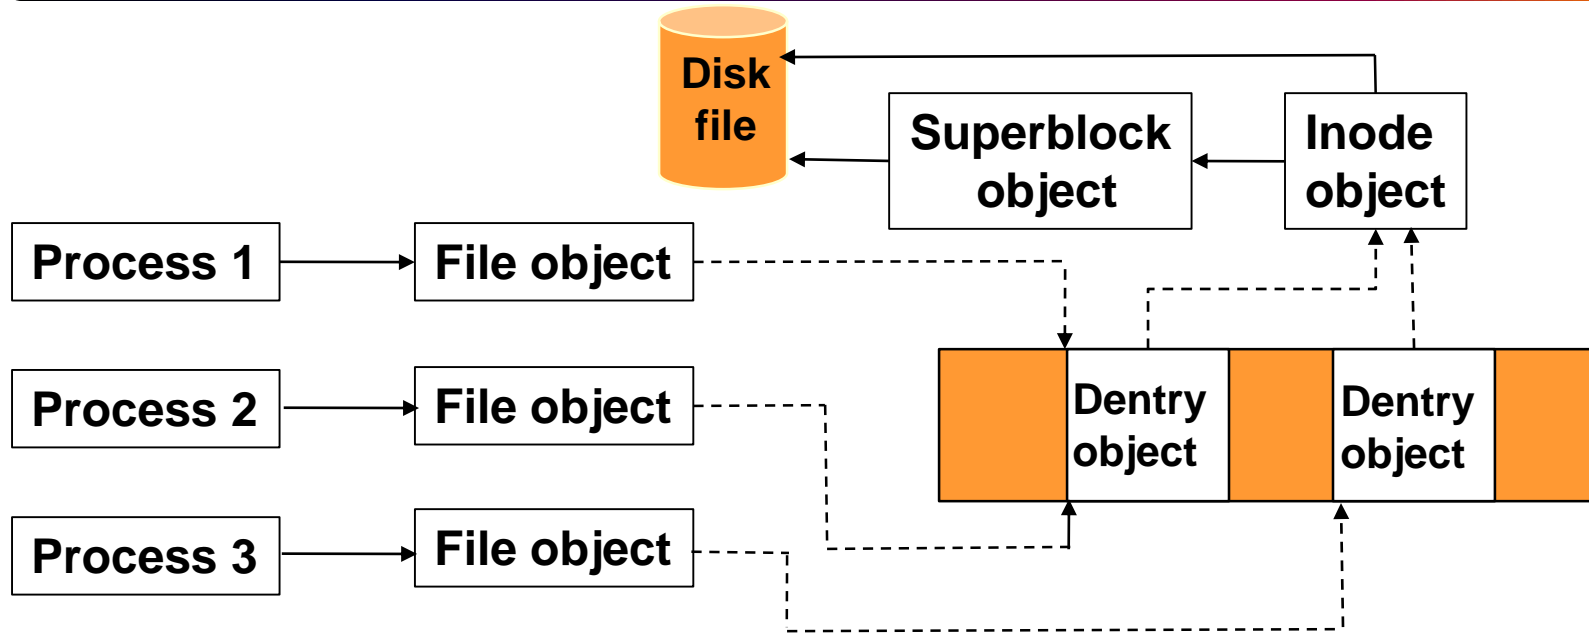 Disk
file
Superblock
object
Inode
object
Process 1
File object
Process 2
File object
Dentry
object
Dentry
object
Process 3
File object